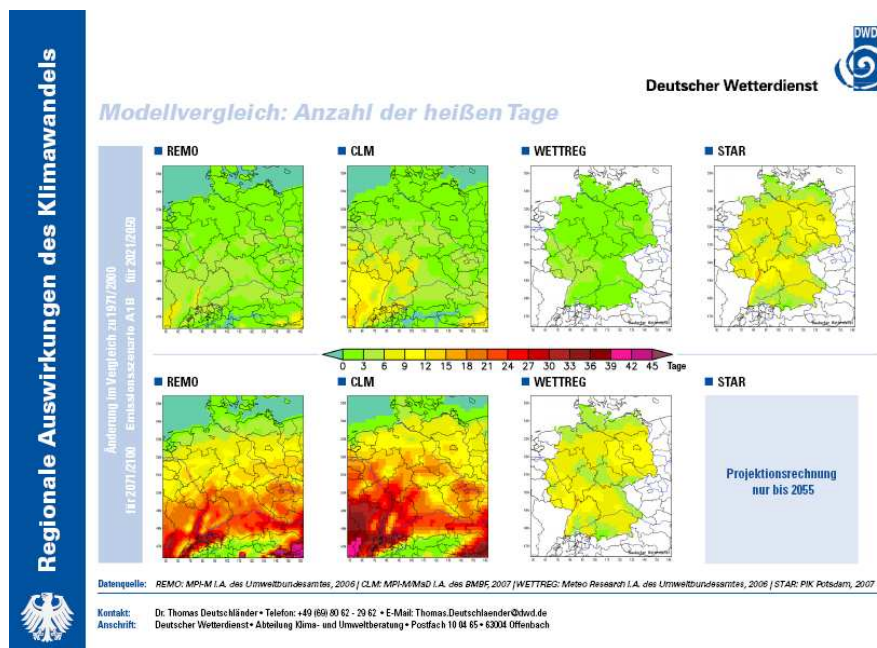 Regionale Auswirkungen des Klimawandels
DWD
Deutscher Wetterdienst
Modellvergleich: Anzahl der heißen Tage
Änderung im Vergleich zu 1971/2000
für 2071/2100 Emissionsszenario A1B für 2021/2050
REMO
CLM
WETTREG
STAR
0 3 6 9 12 15 18 21 24 27 30 33 36 39 42 45 Tage
REMO
CLM
WETTREG
STAR
Projektionsrechnung
nur bis 2055
Datenquelle: REMO: MPI-M i.A. des Umweltbundesamtes, 2006 | CLM: MPI-M/MaD i.A. des BMBF, 2007 | WETTREG: Meteo Research i.A. des Umweltbundesamtes, 2006 | STAR: PIK Potsdam, 2007
Kontakt: Dr. Thomas Deutschländer • Telefon: +49 (69) 80 62 - 29 62 • E-Mail: Thomas.Deutschlaender@dwd.de
Anschrift: Deutscher Wetterdienst • Abteilung Klima- und Umweltberatung • Postfach 10 04 65 • 63004 Offenbach